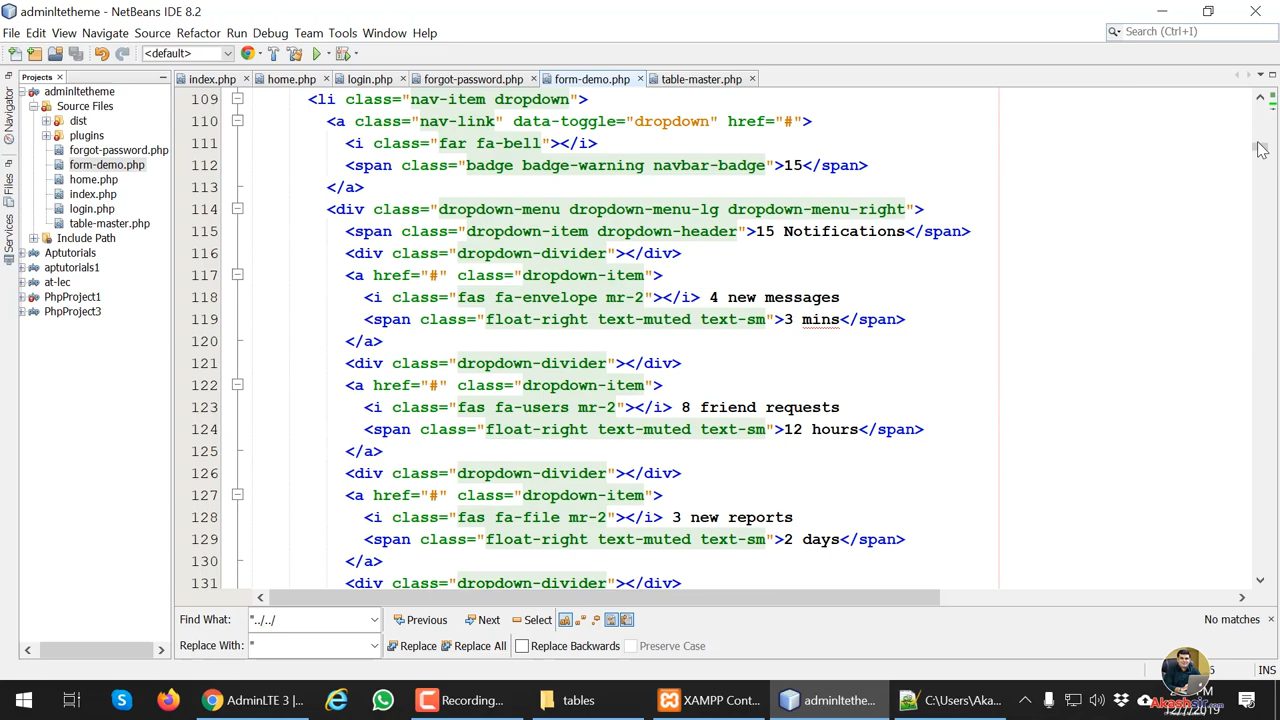 adminltetheme - NetBeans IDE 8.2
File Edit View Navigate Source Refactor Run Debug Team Tools Window Help
Search (Ctrl+I)
<default>
Projects
index.php home.php login.php forgot-password.php form-demo.php table-master.php
Navigator
Files
Services
adminltetheme
Source Files
dist
plugins
forgot-password.php
form-demo.php
home.php
index.php
login.php
table-master.php
Include Path
Aptutorials
aptutorials1
at-lec
PhpProject1
PhpProject3
109 <li class="nav-item dropdown">
110 <a class="nav-link" data-toggle="dropdown" href="#">
111 <i class="far fa-bell"></i>
112 <span class="badge badge-warning navbar-badge">15</span>
113 </a>
114 <div class="dropdown-menu dropdown-menu-lg dropdown-menu-right">
115 <span class="dropdown-item dropdown-header">15 Notifications</span>
116 <div class="dropdown-divider"></div>
117 <a href="#" class="dropdown-item">
118 <i class="fas fa-envelope mr-2"></i> 4 new messages
119 <span class="float-right text-muted text-sm">3 mins</span>
120 </a>
121 <div class="dropdown-divider"></div>
122 <a href="#" class="dropdown-item">
123 <i class="fas fa-users mr-2"></i> 8 friend requests
124 <span class="float-right text-muted text-sm">12 hours</span>
125 </a>
126 <div class="dropdown-divider"></div>
127 <a href="#" class="dropdown-item">
128 <i class="fas fa-file mr-2"></i> 3 new reports
129 <span class="float-right text-muted text-sm">2 days</span>
130 </a>
131 <div class="dropdown-divider"></div>
Find What: "../../ Previous Next Select No matches
Replace With: " Replace Replace All Replace Backwards Preserve Case
INS
AdminLTE 3 | ... Recording... tables XAMPP Cont... adminltethe... C:\Users\Aka...
Akashsir.com
12/7/2019